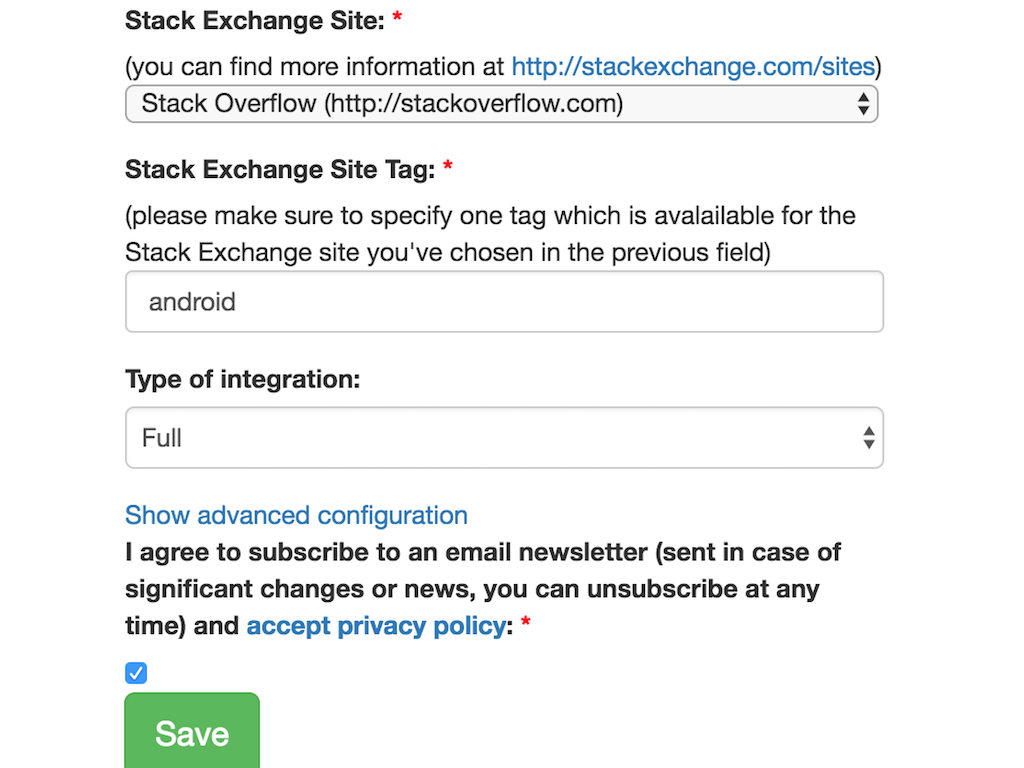 Stack Exchange Site: *
(you can find more information at http://stackexchange.com/sites)
Stack Overflow (http://stackoverflow.com)
Stack Exchange Site Tag: *
(please make sure to specify one tag which is avalailable for the
Stack Exchange site you've chosen in the previous field)
android
Type of integration:
Full
Show advanced configuration
I agree to subscribe to an email newsletter (sent in case of
significant changes or news, you can unsubscribe at any
time) and accept privacy policy: *
Save